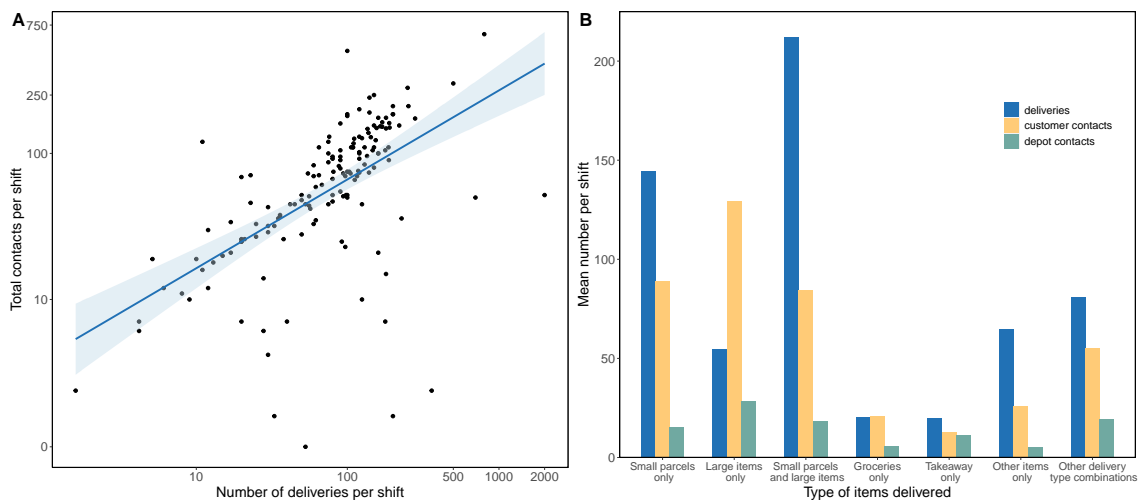 A
750
250
100
10
0
Total contacts per shift
10
100
500
1000
2000
Number of deliveries per shift
B
200
150
100
50
0
Mean number per shift
deliveries
customer contacts
depot contacts
Small parcels
only
Large items
only
Small parcels
and large items
Groceries
only
Takeaway
only
Other items
only
Other delivery
type combinations
Type of items delivered